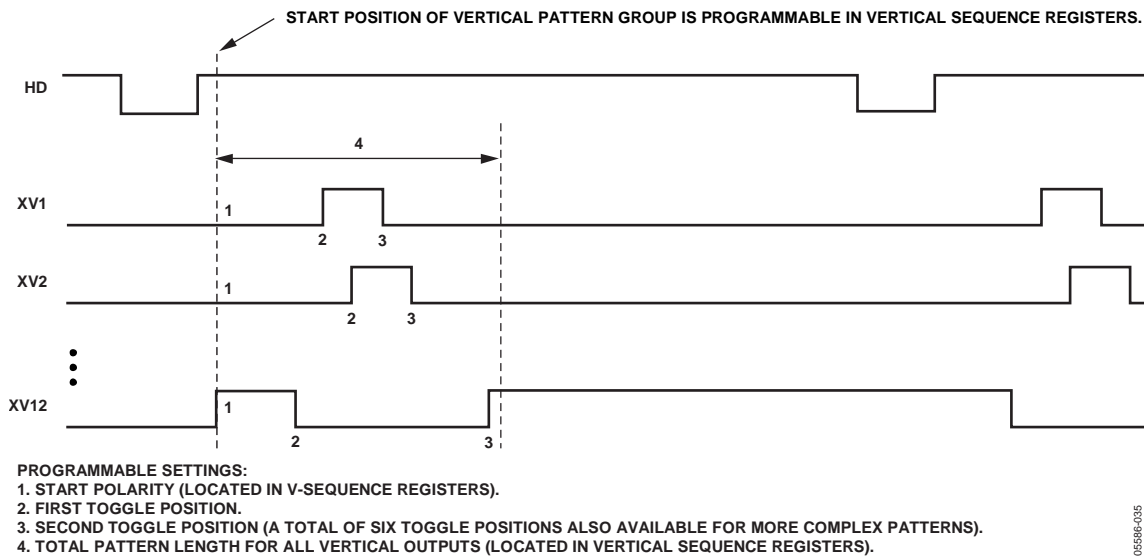 START POSITION OF VERTICAL PATTERN GROUP IS PROGRAMMABLE IN VERTICAL SEQUENCE REGISTERS.
HD
4
XV1
1
2
3
XV2
1
2
3
XV12
1
2
3
PROGRAMMABLE SETTINGS:
1. START POLARITY (LOCATED IN V-SEQUENCE REGISTERS).
2. FIRST TOGGLE POSITION.
3. SECOND TOGGLE POSITION (A TOTAL OF SIX TOGGLE POSITIONS ALSO AVAILABLE FOR MORE COMPLEX PATTERNS).
4. TOTAL PATTERN LENGTH FOR ALL VERTICAL OUTPUTS (LOCATED IN VERTICAL SEQUENCE REGISTERS).
05586-035